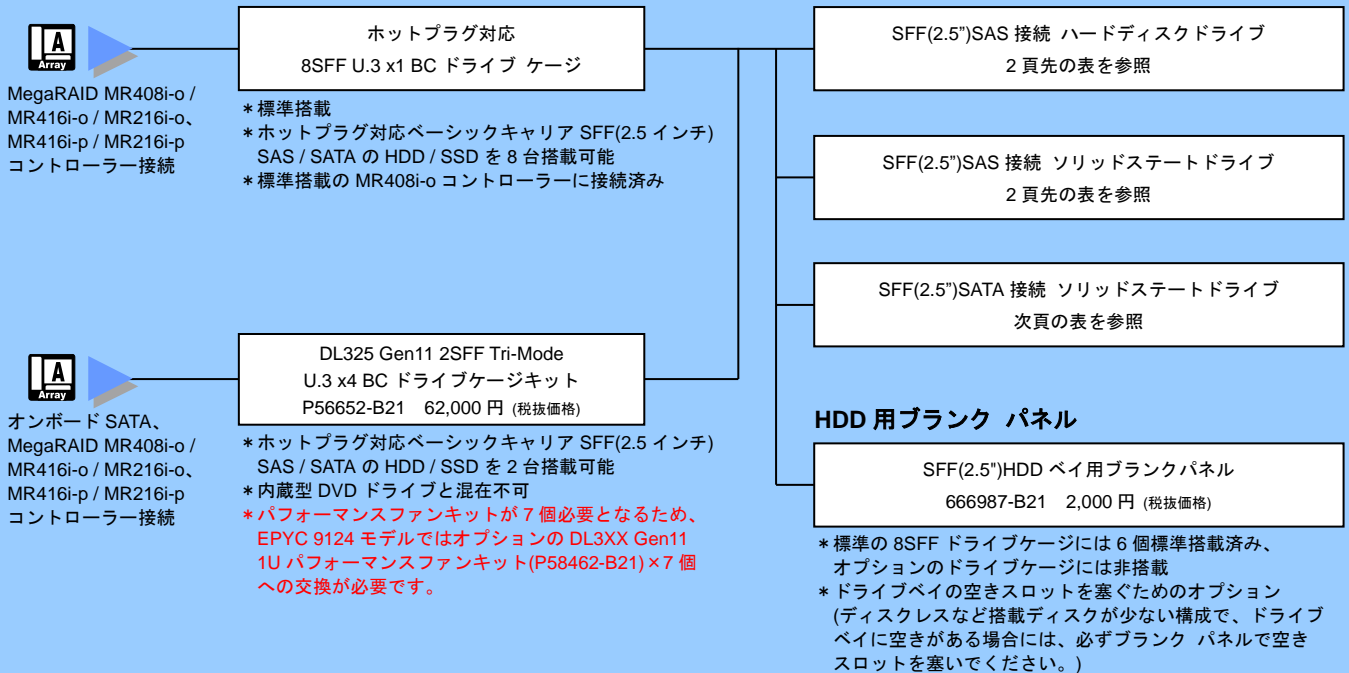 A
Array
MegaRAID MR408i-o /
MR416i-o / MR216i-o、
MR416i-p / MR216i-p
コントローラー接続
ホットプラグ対応
8SFF U.3 x1 BC ドライブ ケージ
*標準搭載
*ホットプラグ対応ベーシックキャリア SFF(2.5 インチ)
SAS / SATA の HDD / SSD を 8 台搭載可能
*標準搭載の MR408i-o コントローラーに接続済み
SFF(2.5")SAS 接続 ハードディスクドライブ
2 頁先の表を参照
SFF(2.5")SAS 接続 ソリッドステートドライブ
2 頁先の表を参照
SFF(2.5")SATA 接続 ソリッドステートドライブ
次頁の表を参照
A
Array
オンボード SATA、
MegaRAID MR408i-o /
MR416i-o / MR216i-o、
MR416i-p / MR216i-p
コントローラー接続
DL325 Gen11 2SFF Tri-Mode
U.3 x4 BC ドライブケージキット
P56652-B21 62,000 円 (税抜価格)
*ホットプラグ対応ベーシックキャリア SFF(2.5 インチ)
SAS / SATA の HDD / SSD を 2 台搭載可能
*内蔵型 DVD ドライブと混在不可
*パフォーマンスファンキットが 7 個必要となるため、
EPYC 9124 モデルではオプションの DL3XX Gen11
1U パフォーマンスファンキット(P58462-B21)×7 個
への交換が必要です。
HDD 用ブランク パネル
SFF(2.5")HDD ベイ用ブランクパネル
666987-B21 2,000 円 (税抜価格)
*標準の 8SFF ドライブケージには 6 個標準搭載済み、
オプションのドライブケージには非搭載
*ドライブベイの空きスロットを塞ぐためのオプション
(ディスクレスなど搭載ディスクが少ない構成で、ドライブ
ベイに空きがある場合には、必ずブランク パネルで空き
スロットを塞いでください。)